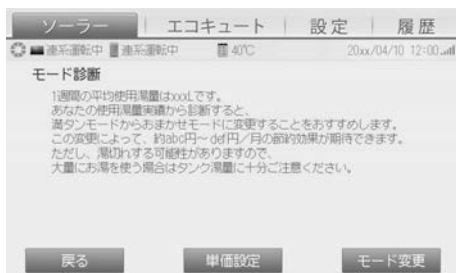 ソーラー エコキュート 設定 履歴
連系運転中 連系運転中 40℃ 20xx/04/10 12:00
モード診断
1週間の平均使用湯量はxxxLです。
あなたの使用湯量実績から診断すると、
満タンモードからおまかせモードに変更することをおすすめします。
この変更によって、約abc円～def円／月の節約効果が期待できます。
ただし、湯切れする可能性がありますので、
大量にお湯を使う場合はタンク湯量に十分ご注意ください。
戻る 単価設定 モード変更